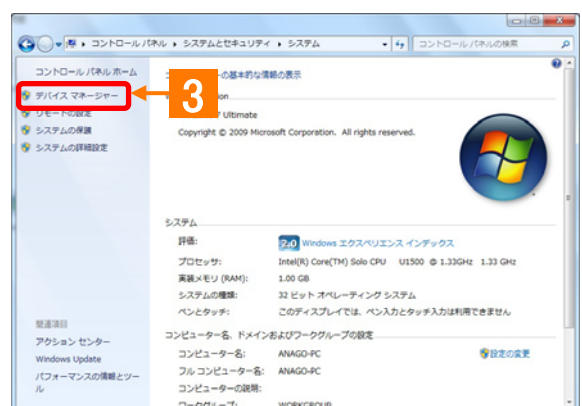 コントロール パネル ▸ システムとセキュリティ ▸ システム
コントロール パネルの検索
コントロール パネル ホーム
デバイス マネージャー
リモートの設定
システムの保護
システムの詳細設定
3
の基本的な情報の表示
Ultimate
Copyright © 2009 Microsoft Corporation. All rights reserved.
システム
評価:
2.0 Windows エクスペリエンス インデックス
プロセッサ:
Intel(R) Core(TM) Solo CPU U1500 @ 1.33GHz 1.33 GHz
実装メモリ (RAM):
1.00 GB
システムの種類:
32 ビット オペレーティング システム
ペンとタッチ:
このディスプレイでは、ペン入力とタッチ入力は利用できません
コンピューター名、ドメインおよびワークグループの設定
コンピューター名:
ANAGO-PC
設定の変更
フル コンピューター名:
ANAGO-PC
コンピューターの説明:
ワークグループ:
WORKGROUP
関連項目
アクション センター
Windows Update
パフォーマンスの情報とツー
ル